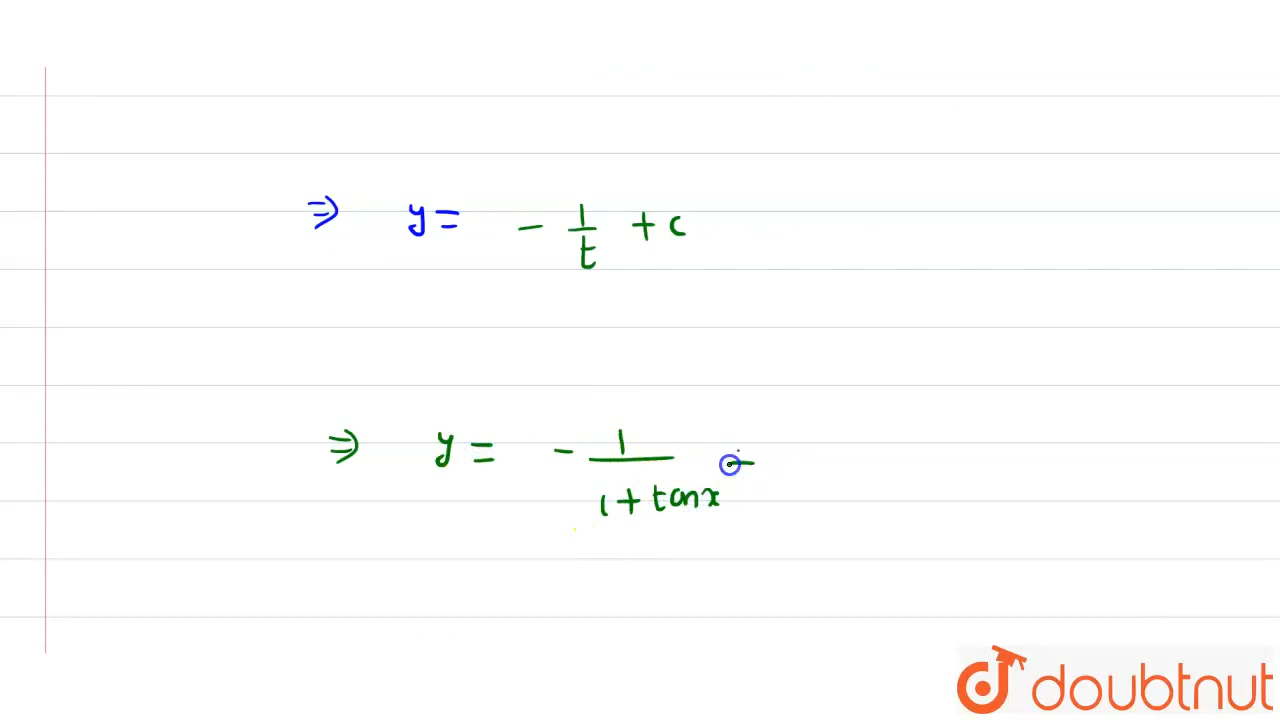 ⇒ y = - 1/t + c
⇒ y = - 1/(1 + tanx) -
doubtnut